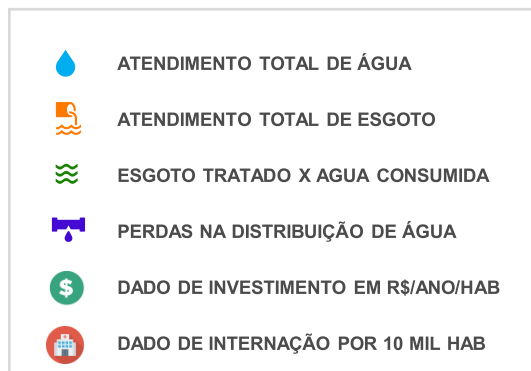 ATENDIMENTO TOTAL DE ÁGUA
ATENDIMENTO TOTAL DE ESGOTO
ESGOTO TRATADO X AGUA CONSUMIDA
PERDAS NA DISTRIBUIÇÃO DE ÁGUA
$ DADO DE INVESTIMENTO EM R$/ANO/HAB
DADO DE INTERNAÇÃO POR 10 MIL HAB